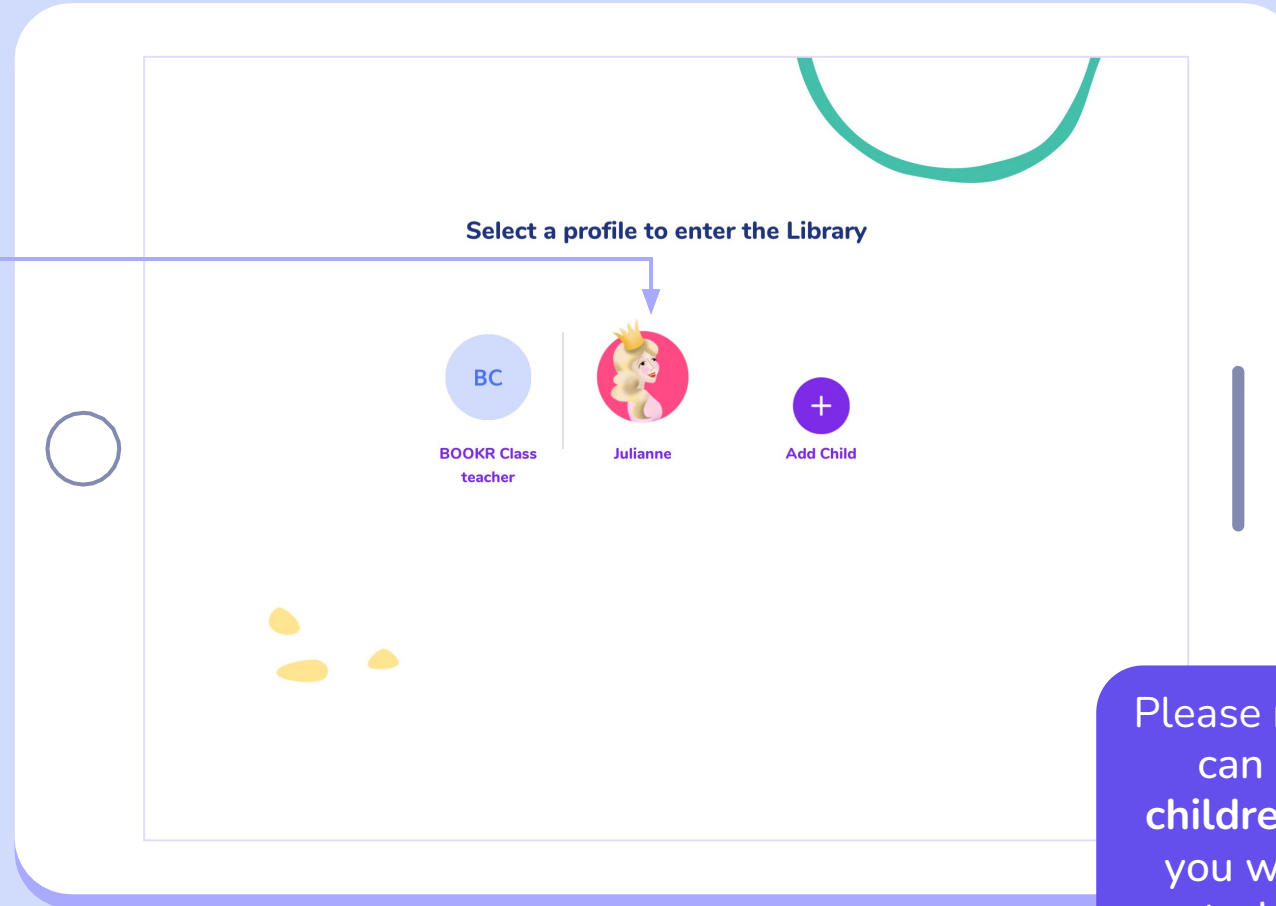 Select a profile to enter the Library
BC
BOOKR Class
teacher
Julianne
Add Child
Please
can
childre
you w